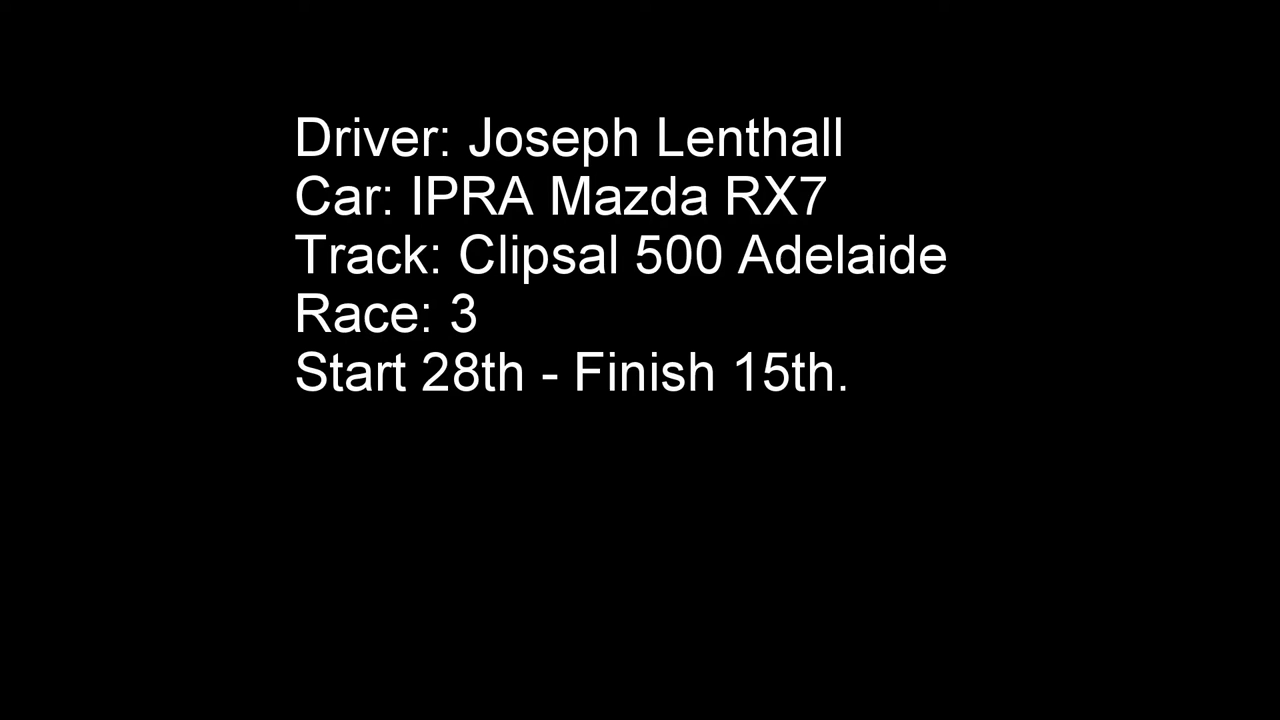 Driver: Joseph Lenthall
Car: IPRA Mazda RX7
Track: Clipsal 500 Adelaide
Race: 3
Start 28th - Finish 15th.